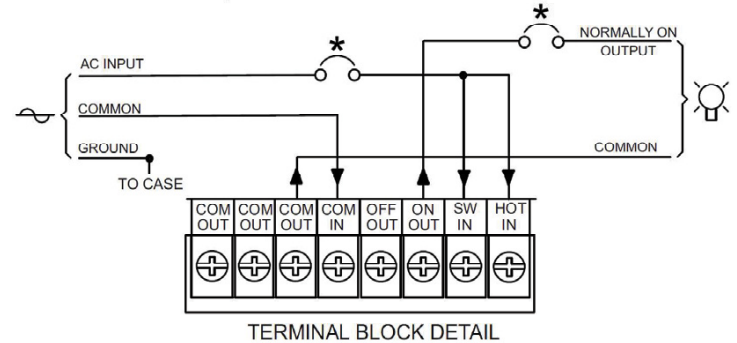 *
NORMALLY ON
OUTPUT
*
AC INPUT
COMMON
GROUND
COMMON
TO CASE
COM OUT
COM OUT
COM OUT
COM IN
OFF OUT
ON OUT
SW IN
HOT IN
TERMINAL BLOCK DETAIL